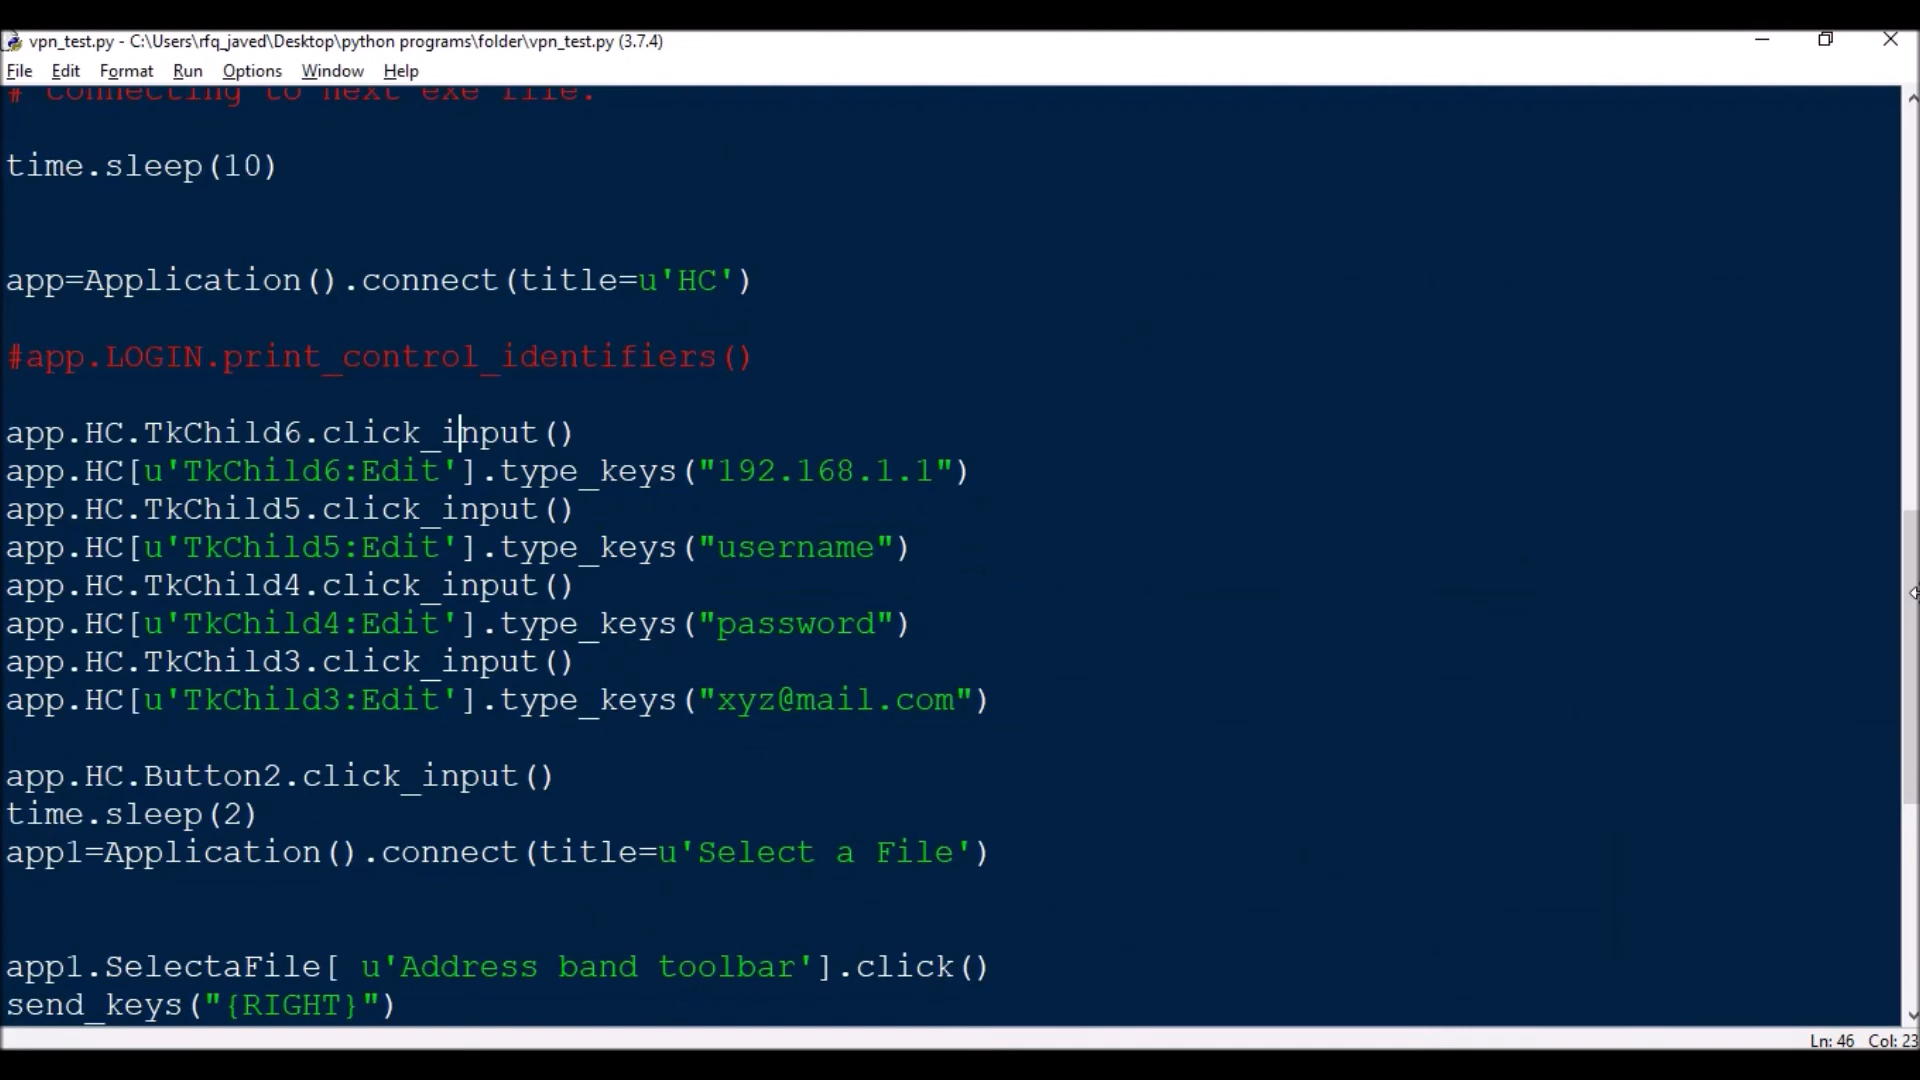 vpn_test.py - C:\Users\rfq_javed\Desktop\python programs\folder\vpn_test.py (3.7.4)
File Edit Format Run Options Window Help
# connecting to next exe file.
time.sleep(10)
app=Application().connect(title=u'HC')
#app.LOGIN.print_control_identifiers()
app.HC.TkChild6.click_input()
app.HC[u'TkChild6:Edit'].type_keys("192.168.1.1")
app.HC.TkChild5.click_input()
app.HC[u'TkChild5:Edit'].type_keys("username")
app.HC.TkChild4.click_input()
app.HC[u'TkChild4:Edit'].type_keys("password")
app.HC.TkChild3.click_input()
app.HC[u'TkChild3:Edit'].type_keys("xyz@mail.com")
app.HC.Button2.click_input()
time.sleep(2)
app1=Application().connect(title=u'Select a File')
app1.SelectaFile[ u'Address band toolbar'].click()
send_keys("{RIGHT}")
Ln: 46 Col: 23